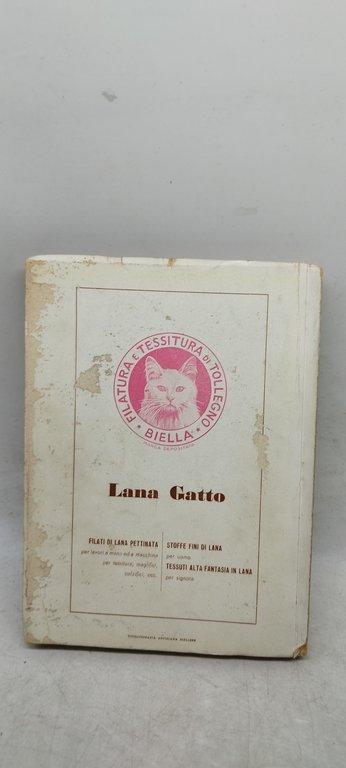 FILATURA E TESSITURA DI TOLLEGNO
★ BIELLA ★
MARCA DEPOSITATA
Lana Gatto
FILATI DI LANA PETTINATA
per lavori a mano ed a macchina
per tessitura, maglifici,
calzifici, ecc.
STOFFE FINI DI LANA
per uomo
TESSUTI ALTA FANTASIA IN LANA
per signora